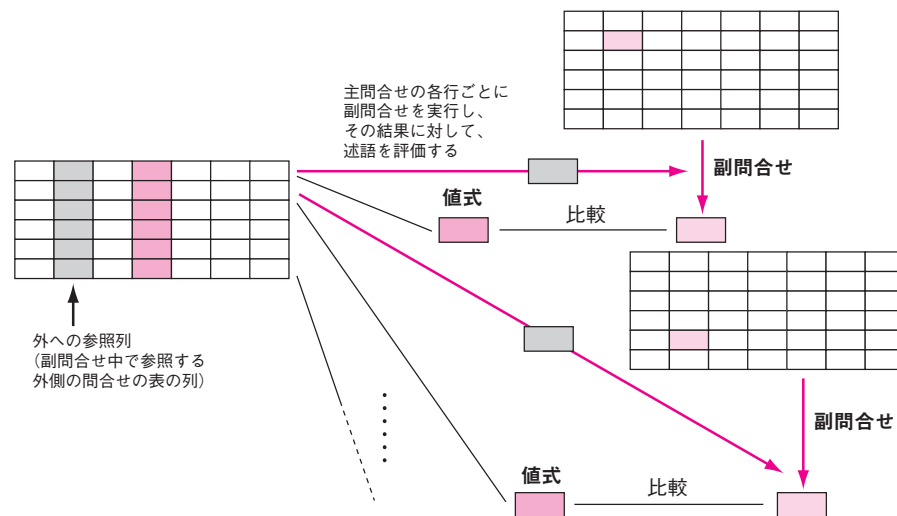 主問合せの各行ごとに
副問合せを実行し、
その結果に対して、
述語を評価する
副問合せ
値式
比較
外への参照列
（副問合せ中で参照する
外側の問合せの表の列）
副問合せ
値式
比較